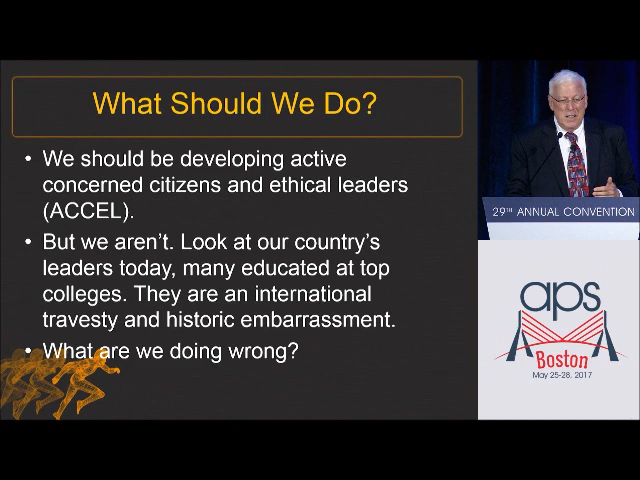 What Should We Do?
• We should be developing active
concerned citizens and ethical leaders
(ACCEL).
• But we aren't. Look at our country's
leaders today, many educated at top
colleges. They are an international
travesty and historic embarrassment.
• What are we doing wrong?
29TH ANNUAL CONVENTION
aps
Boston
May 25-28, 2017